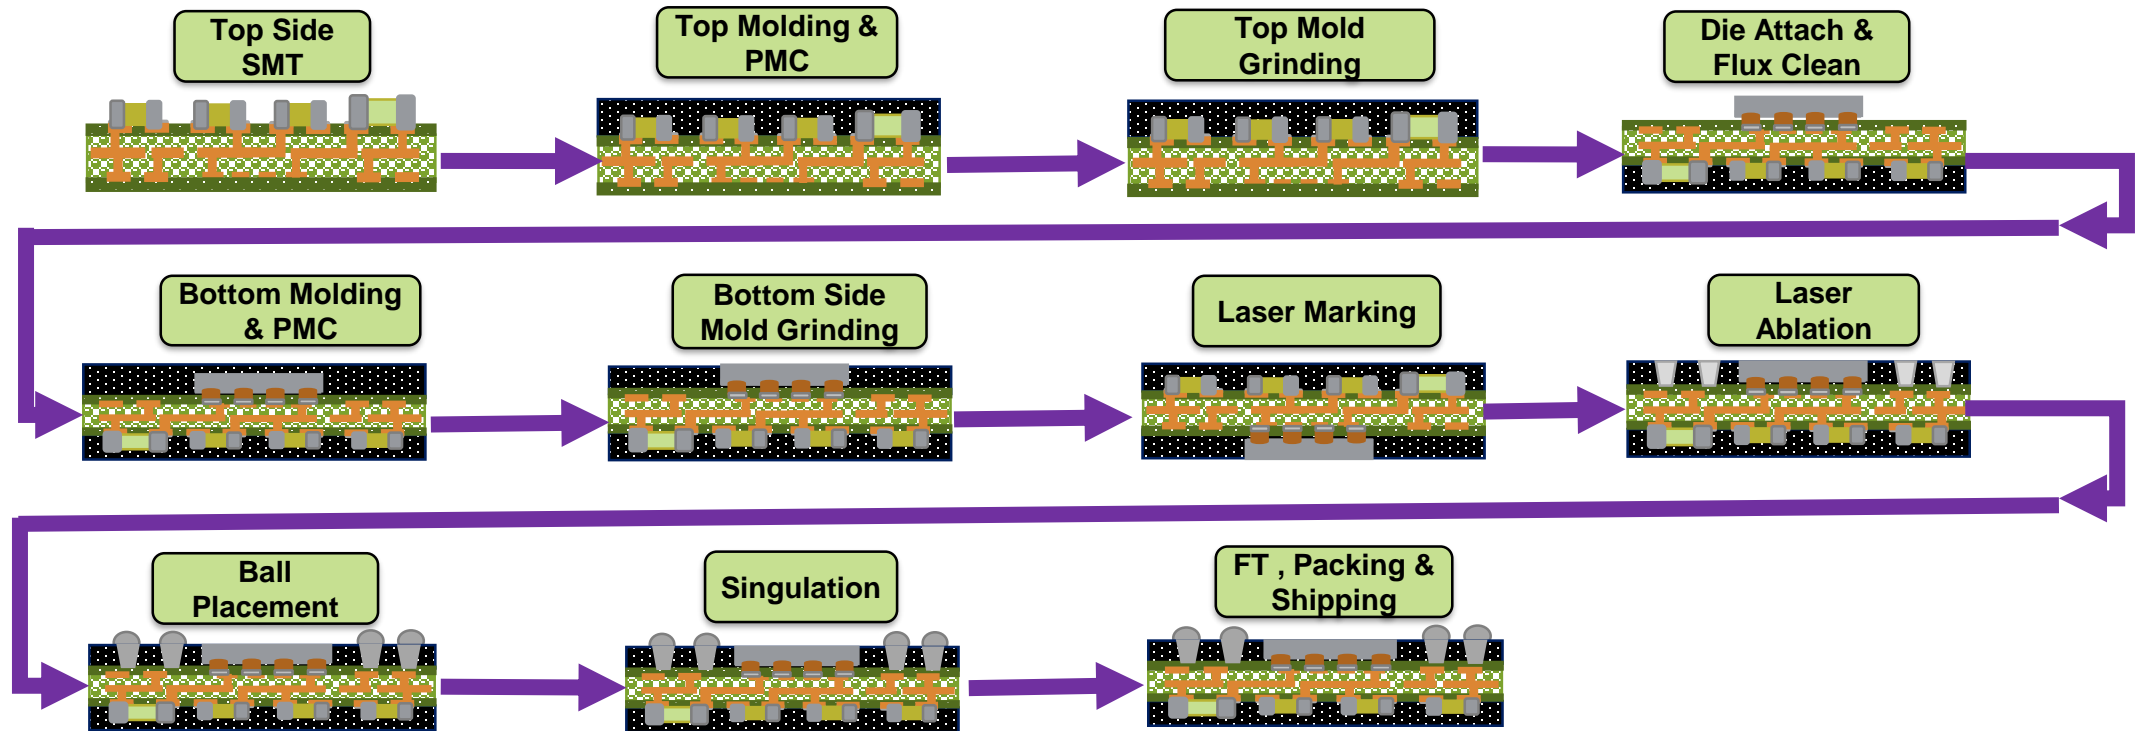 Top Side
SMT
Top Molding &
PMC
Top Mold
Grinding
Die Attach &
Flux Clean
Bottom Molding
& PMC
Bottom Side
Mold Grinding
Laser Marking
Laser
Ablation
Ball
Placement
Singulation
FT , Packing &
Shipping